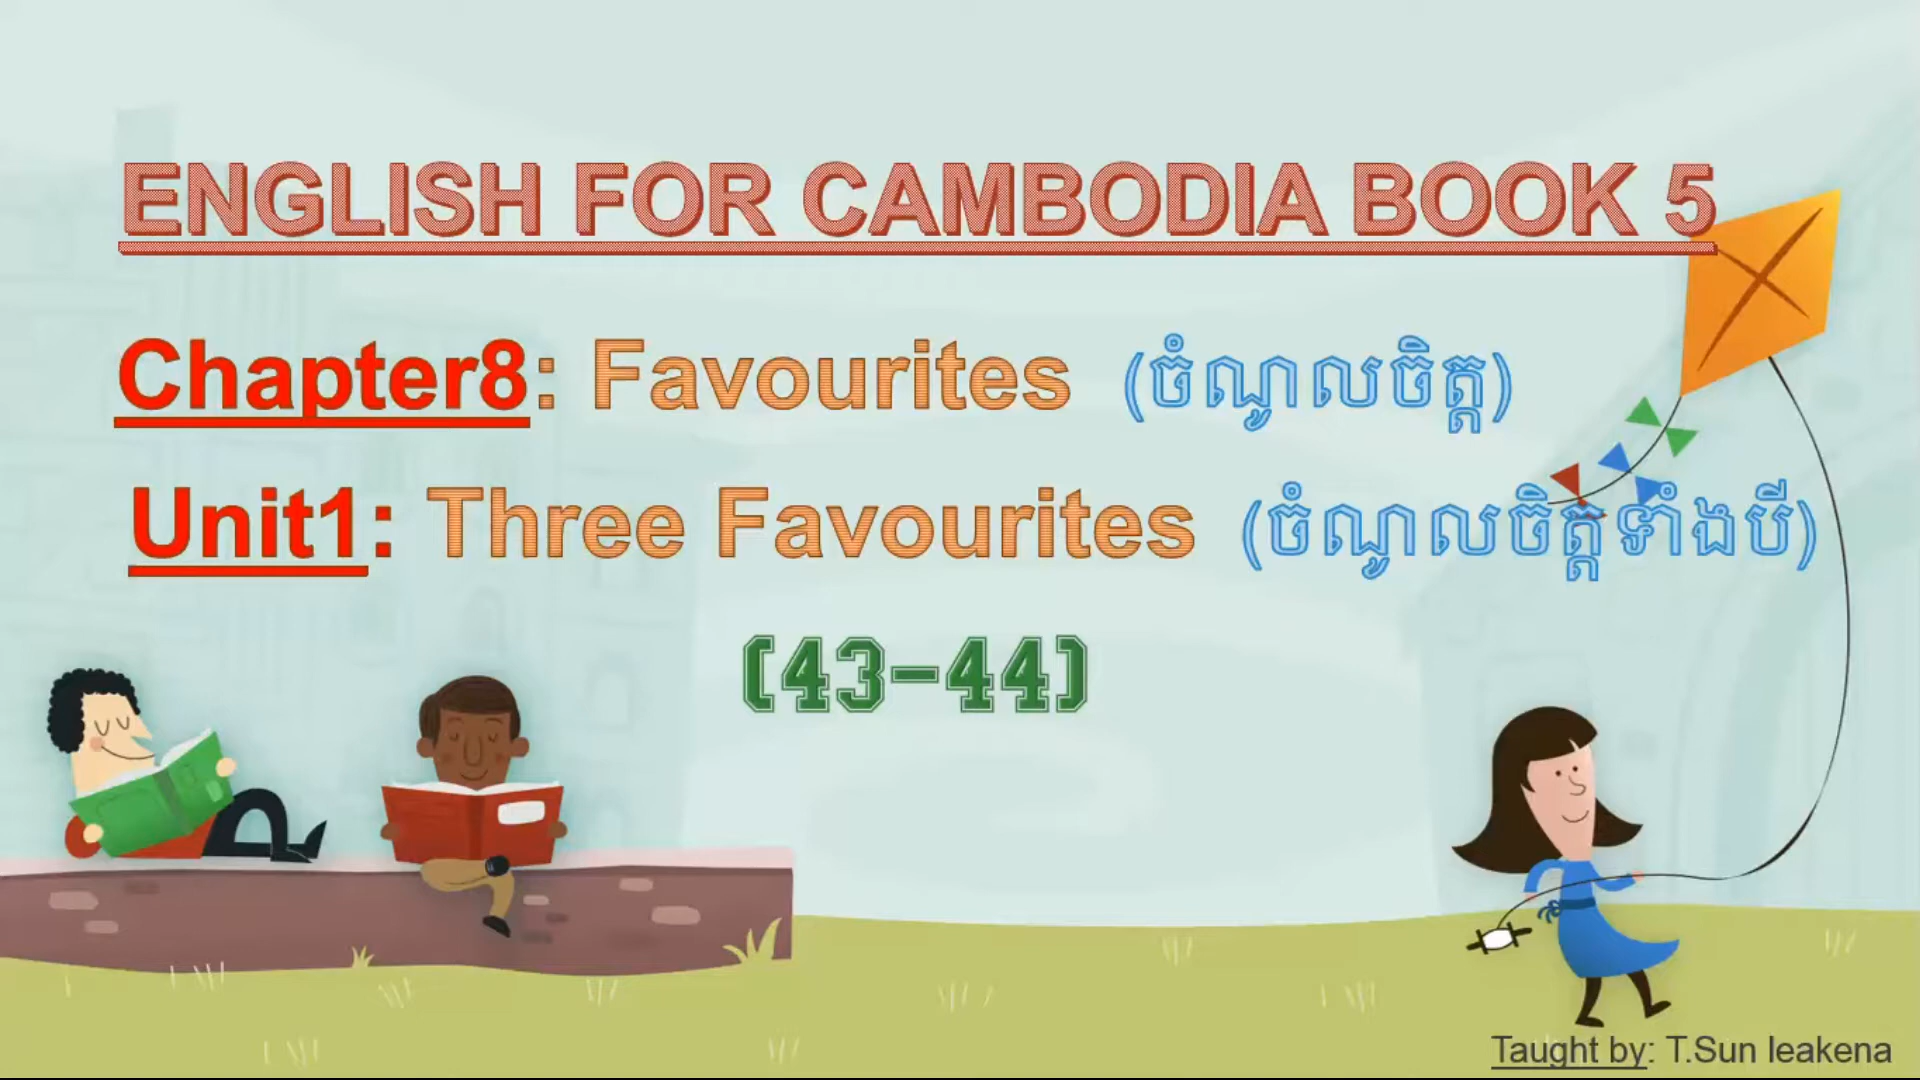 ENGLISH FOR CAMBODIA BOOK 5
Chapter8: Favourites (ចំណូលចិត្ត)
Unit1: Three Favourites (ចំណូលចិត្តទាំងបី)
(43-44)
Taught by: T.Sun leakena